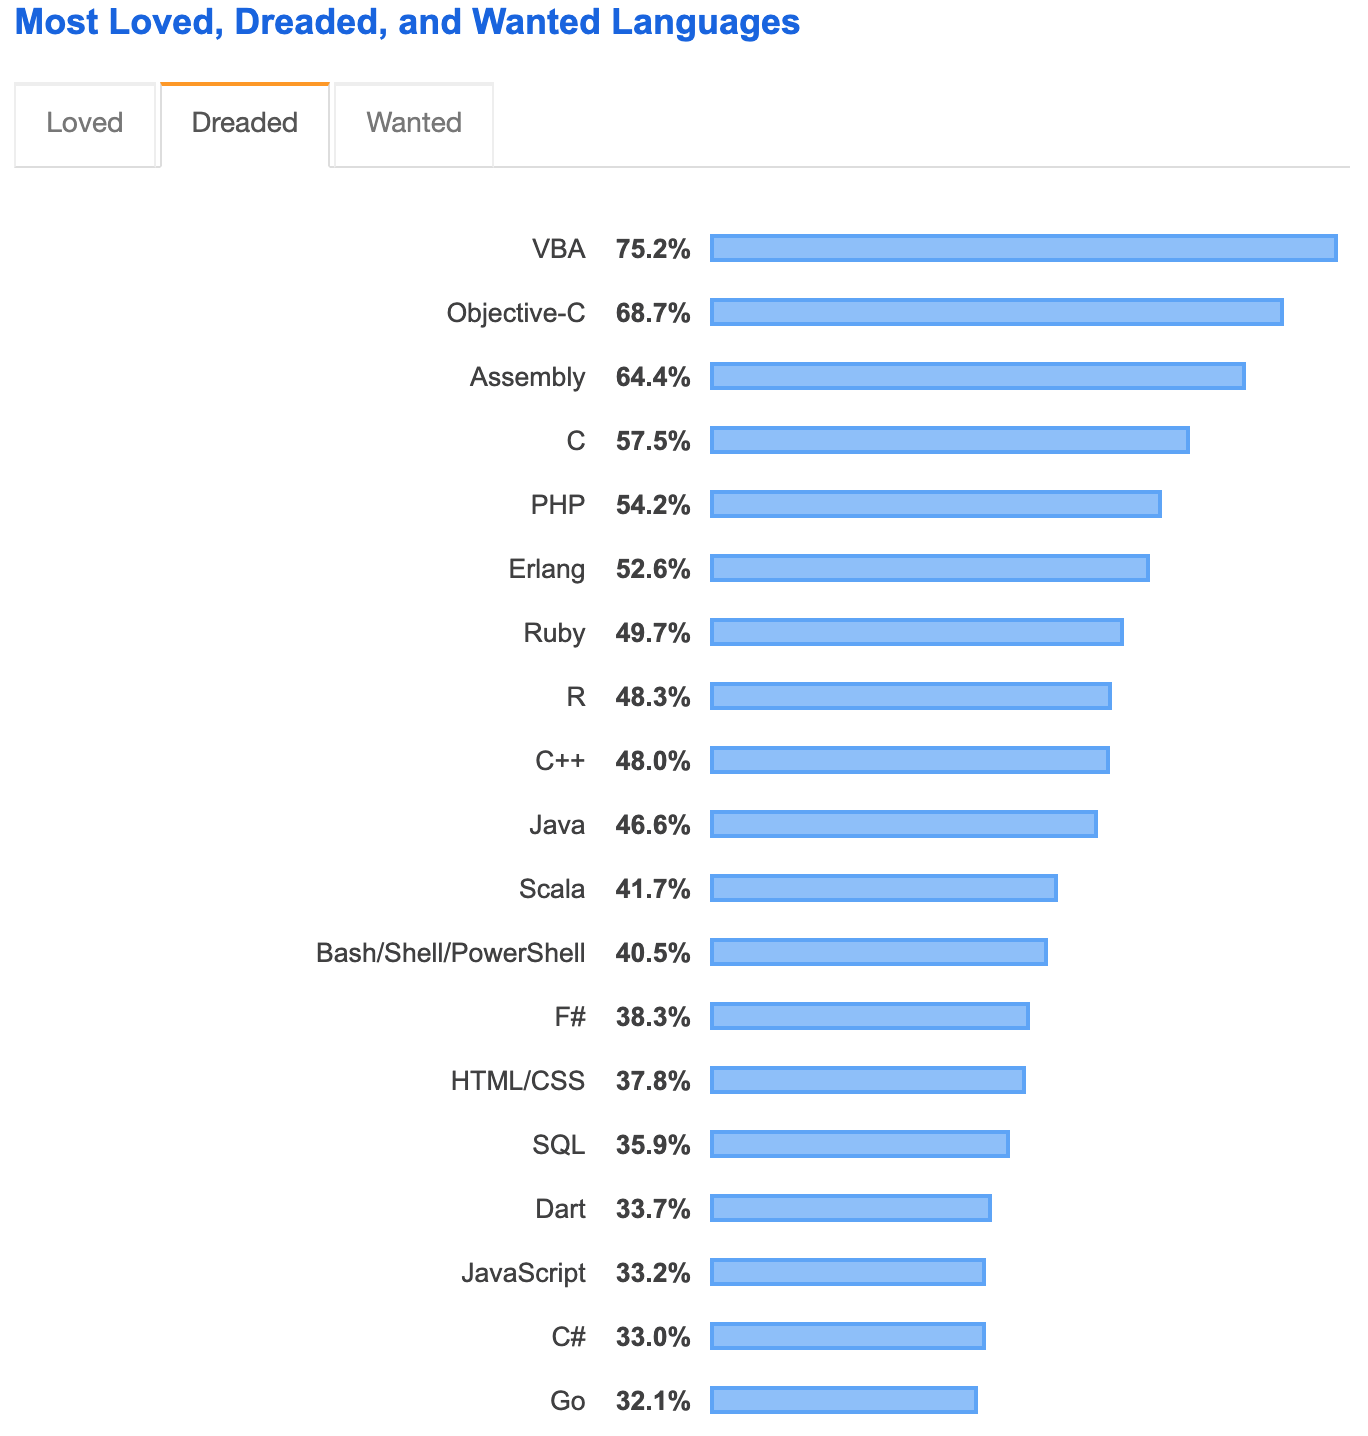 Most Loved, Dreaded, and Wanted Languages
Loved Dreaded Wanted
VBA 75.2%
Objective-C 68.7%
Assembly 64.4%
C 57.5%
PHP 54.2%
Erlang 52.6%
Ruby 49.7%
R 48.3%
C++ 48.0%
Java 46.6%
Scala 41.7%
Bash/Shell/PowerShell 40.5%
F# 38.3%
HTML/CSS 37.8%
SQL 35.9%
Dart 33.7%
JavaScript 33.2%
C# 33.0%
Go 32.1%